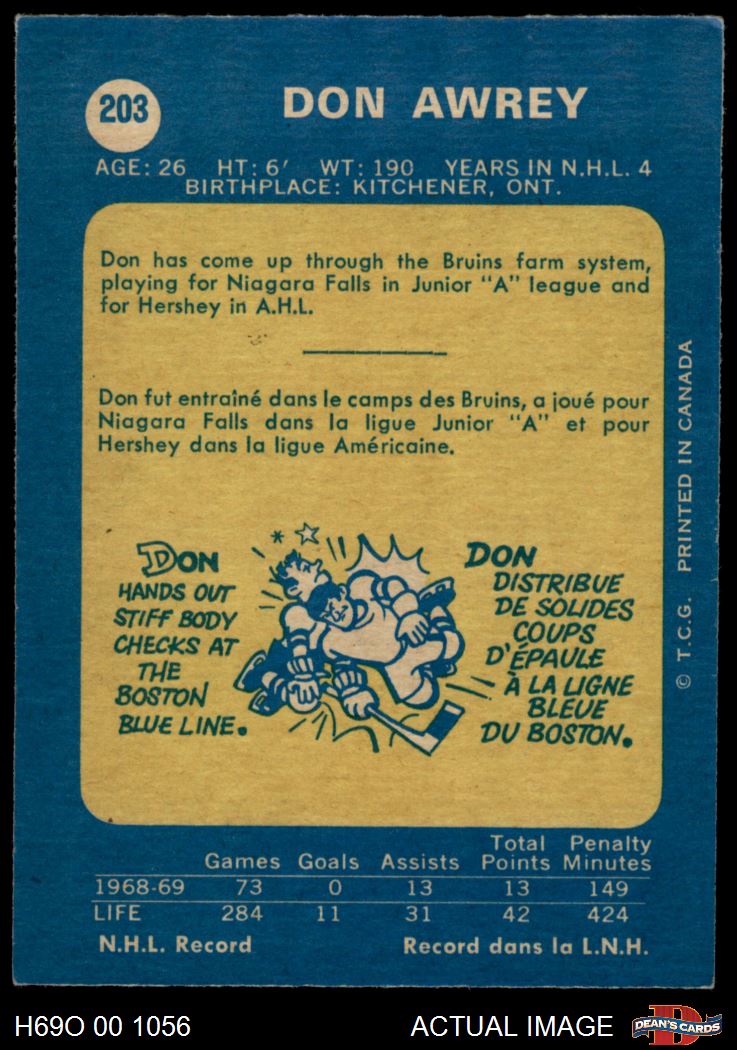 203
DON AWREY
AGE: 26 HT: 6′ WT: 190 YEARS IN N.H.L. 4
BIRTHPLACE: KITCHENER, ONT.
Don has come up through the Bruins farm system,
playing for Niagara Falls in Junior "A" league and
for Hershey in A.H.L.
Don fut entraîné dans le camps des Bruins, a joué pour
Niagara Falls dans la ligue Junior "A" et pour
Hershey dans la ligue Américaine.
DON
HANDS OUT
STIFF BODY
CHECKS AT
THE
BOSTON
BLUE LINE.
DON
DISTRIBUE
DE SOLIDES
COUPS
D'ÉPAULE
À LA LIGNE
BLEUE
DU BOSTON.
© T.C.G. PRINTED IN CANADA
Games Goals Assists Total Points Penalty Minutes
1968-69 73 0 13 13 149
LIFE 284 11 31 42 424
N.H.L. Record Record dans la L.N.H.
H69O 00 1056 ACTUAL IMAGE
DEAN'S CARDS